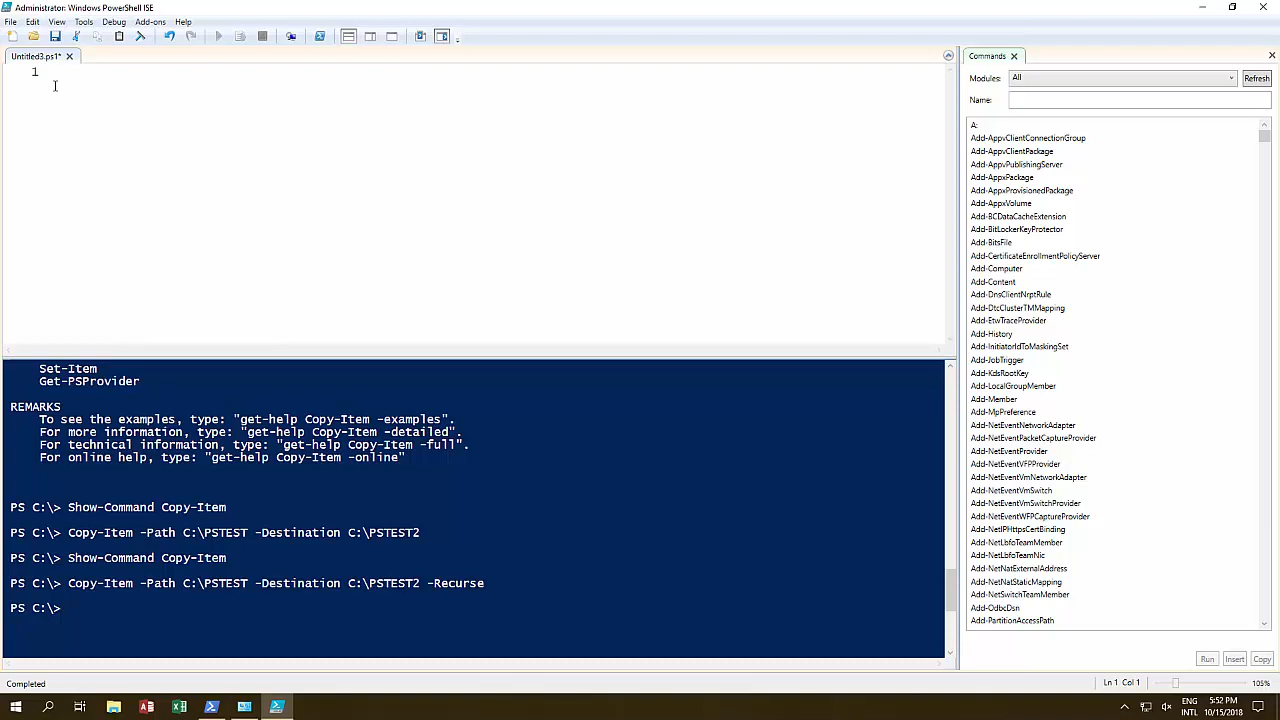 Administrator: Windows PowerShell ISE
File Edit View Tools Debug Add-ons Help
Untitled3.ps1*
1
Set-Item
Get-PSProvider
REMARKS
To see the examples, type: "get-help Copy-Item -examples".
For more information, type: "get-help Copy-Item -detailed".
For technical information, type: "get-help Copy-Item -full".
For online help, type: "get-help Copy-Item -online"
PS C:\> Show-Command Copy-Item
PS C:\> Copy-Item -Path C:\PSTEST -Destination C:\PSTEST2
PS C:\> Show-Command Copy-Item
PS C:\> Copy-Item -Path C:\PSTEST -Destination C:\PSTEST2 -Recurse
PS C:\>
Commands
Modules: All Refresh
Name:
A:
Add-AppvClientConnectionGroup
Add-AppvClientPackage
Add-AppvPublishingServer
Add-AppxPackage
Add-AppxProvisionedPackage
Add-AppxVolume
Add-BCDataCacheExtension
Add-BitLockerKeyProtector
Add-BitsFile
Add-CertificateEnrollmentPolicyServer
Add-Computer
Add-Content
Add-DnsClientNrptRule
Add-DtcClusterTMMapping
Add-EtwTraceProvider
Add-History
Add-InitiatorIdToMaskingSet
Add-JobTrigger
Add-KdsRootKey
Add-LocalGroupMember
Add-Member
Add-MpPreference
Add-NetEventNetworkAdapter
Add-NetEventPacketCaptureProvider
Add-NetEventProvider
Add-NetEventVFPProvider
Add-NetEventVmNetworkAdapter
Add-NetEventVmSwitch
Add-NetEventVmSwitchProvider
Add-NetEventWFPCaptureProvider
Add-NetIPHttpsCertBinding
Add-NetLbfoTeamMember
Add-NetLbfoTeamNic
Add-NetNatExternalAddress
Add-NetNatStaticMapping
Add-NetSwitchTeamMember
Add-OdbcDsn
Add-PartitionAccessPath
Run Insert Copy
Completed Ln 1 Col 1 105%
ENG 5:52 PM
INTL 10/15/2018